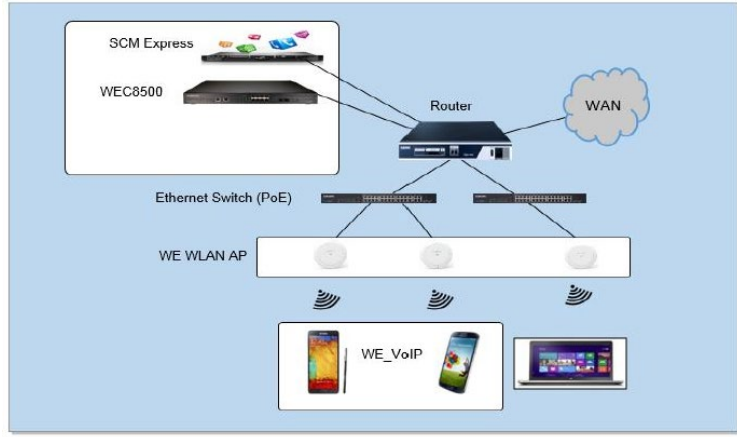 SCM Express
WEC8500
Router
WAN
Ethernet Switch (PoE)
WE WLAN AP
WE_VoIP